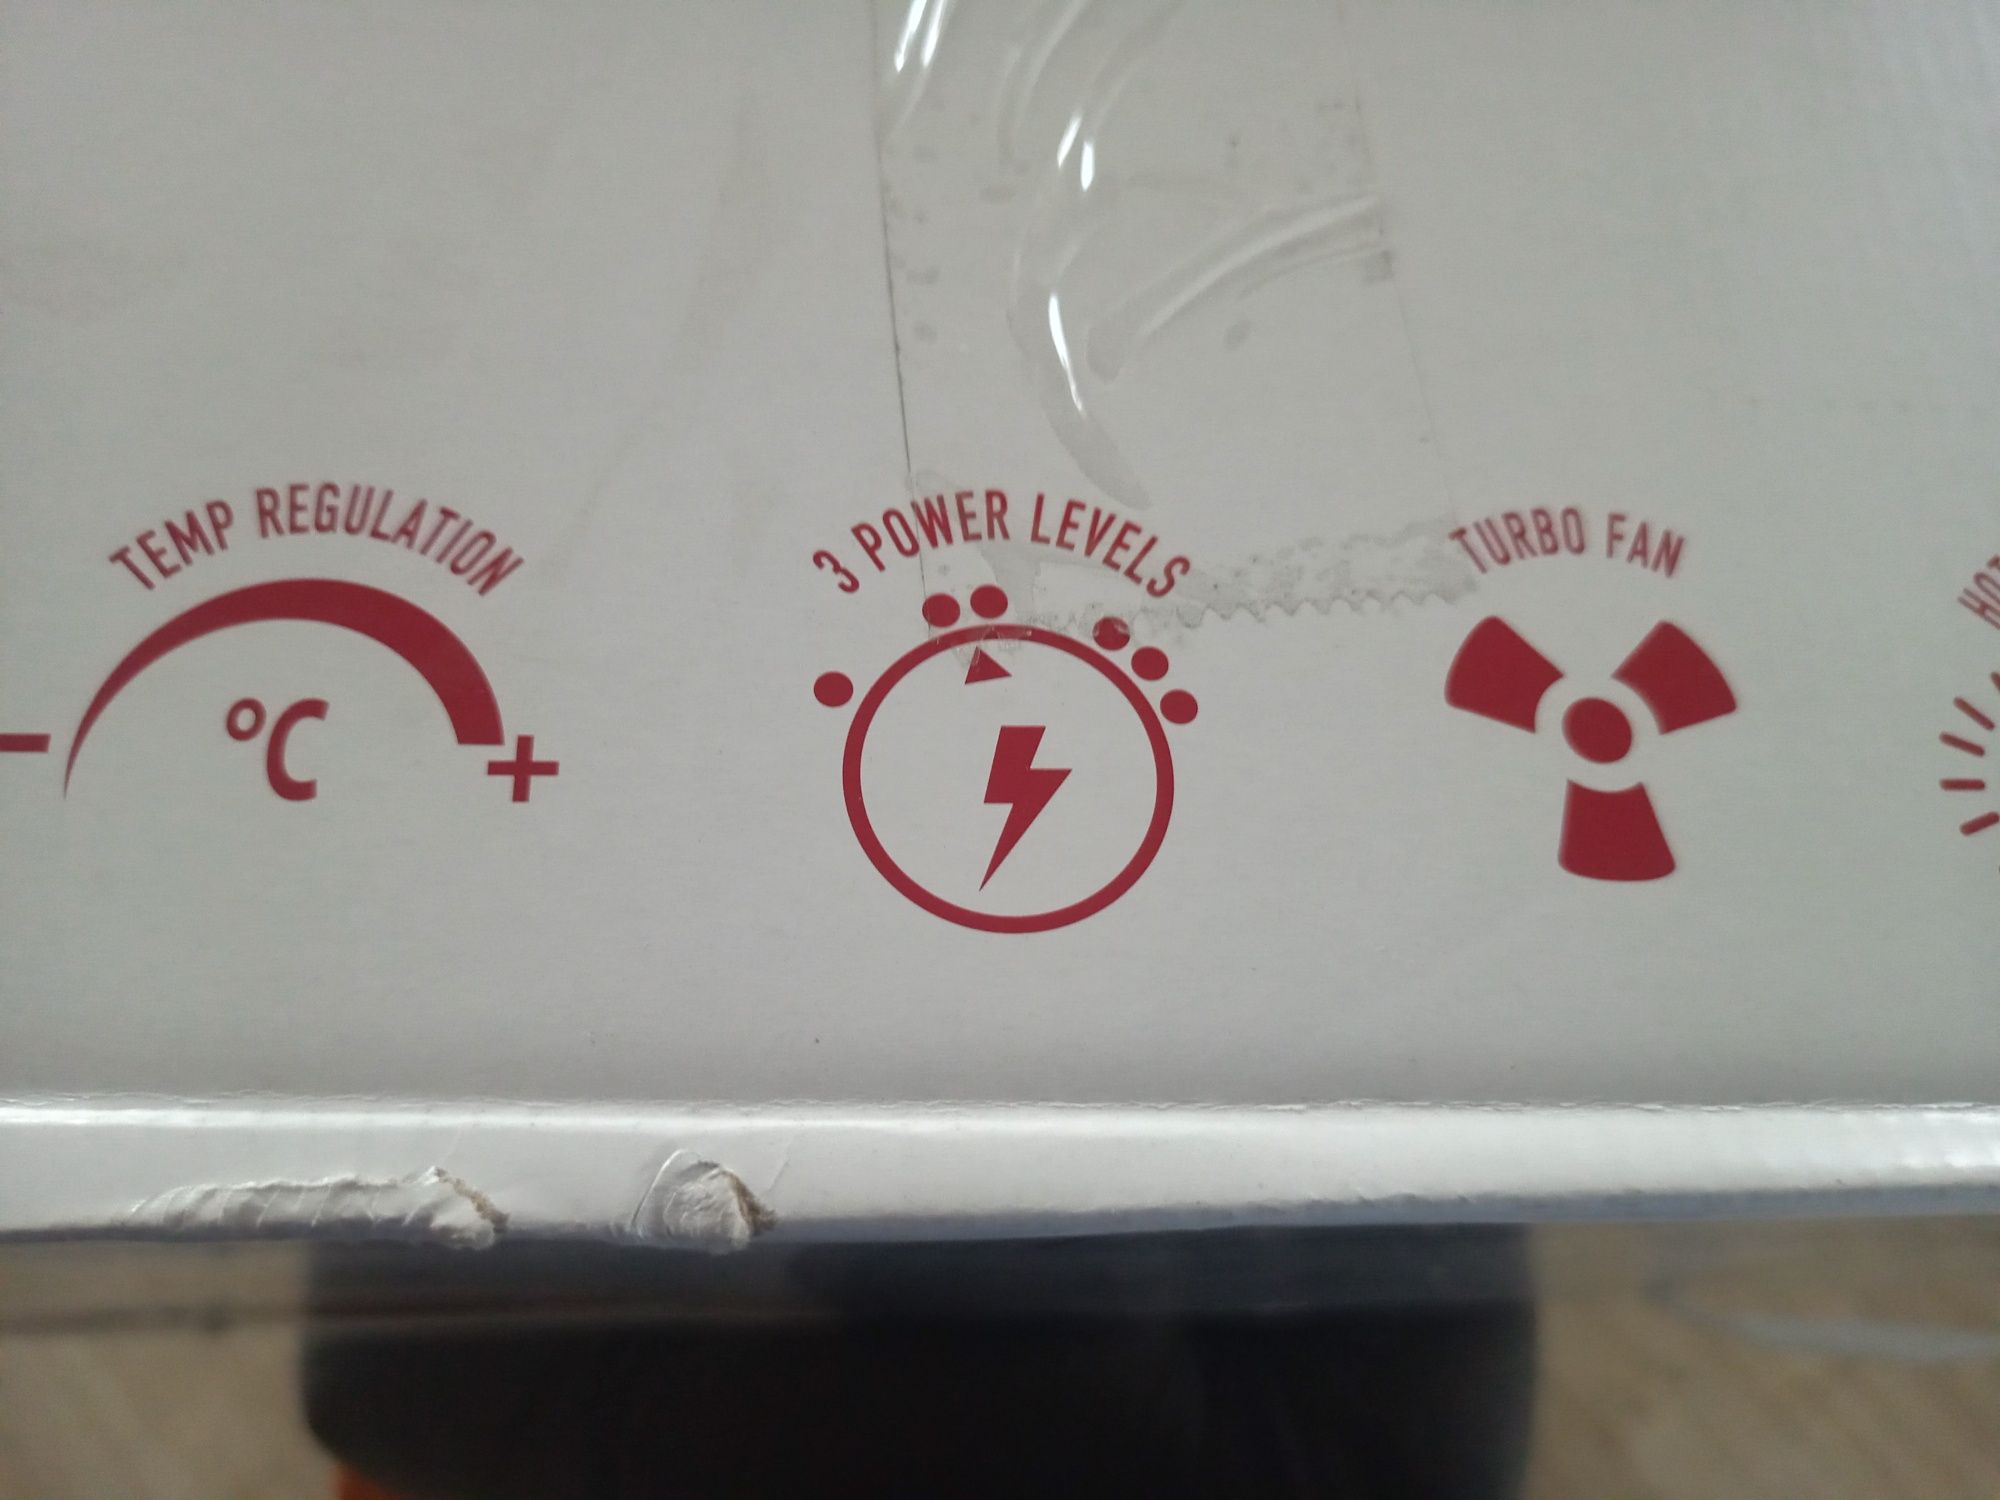 TEMP REGULATION
- °C +
3 POWER LEVELS
TURBO FAN